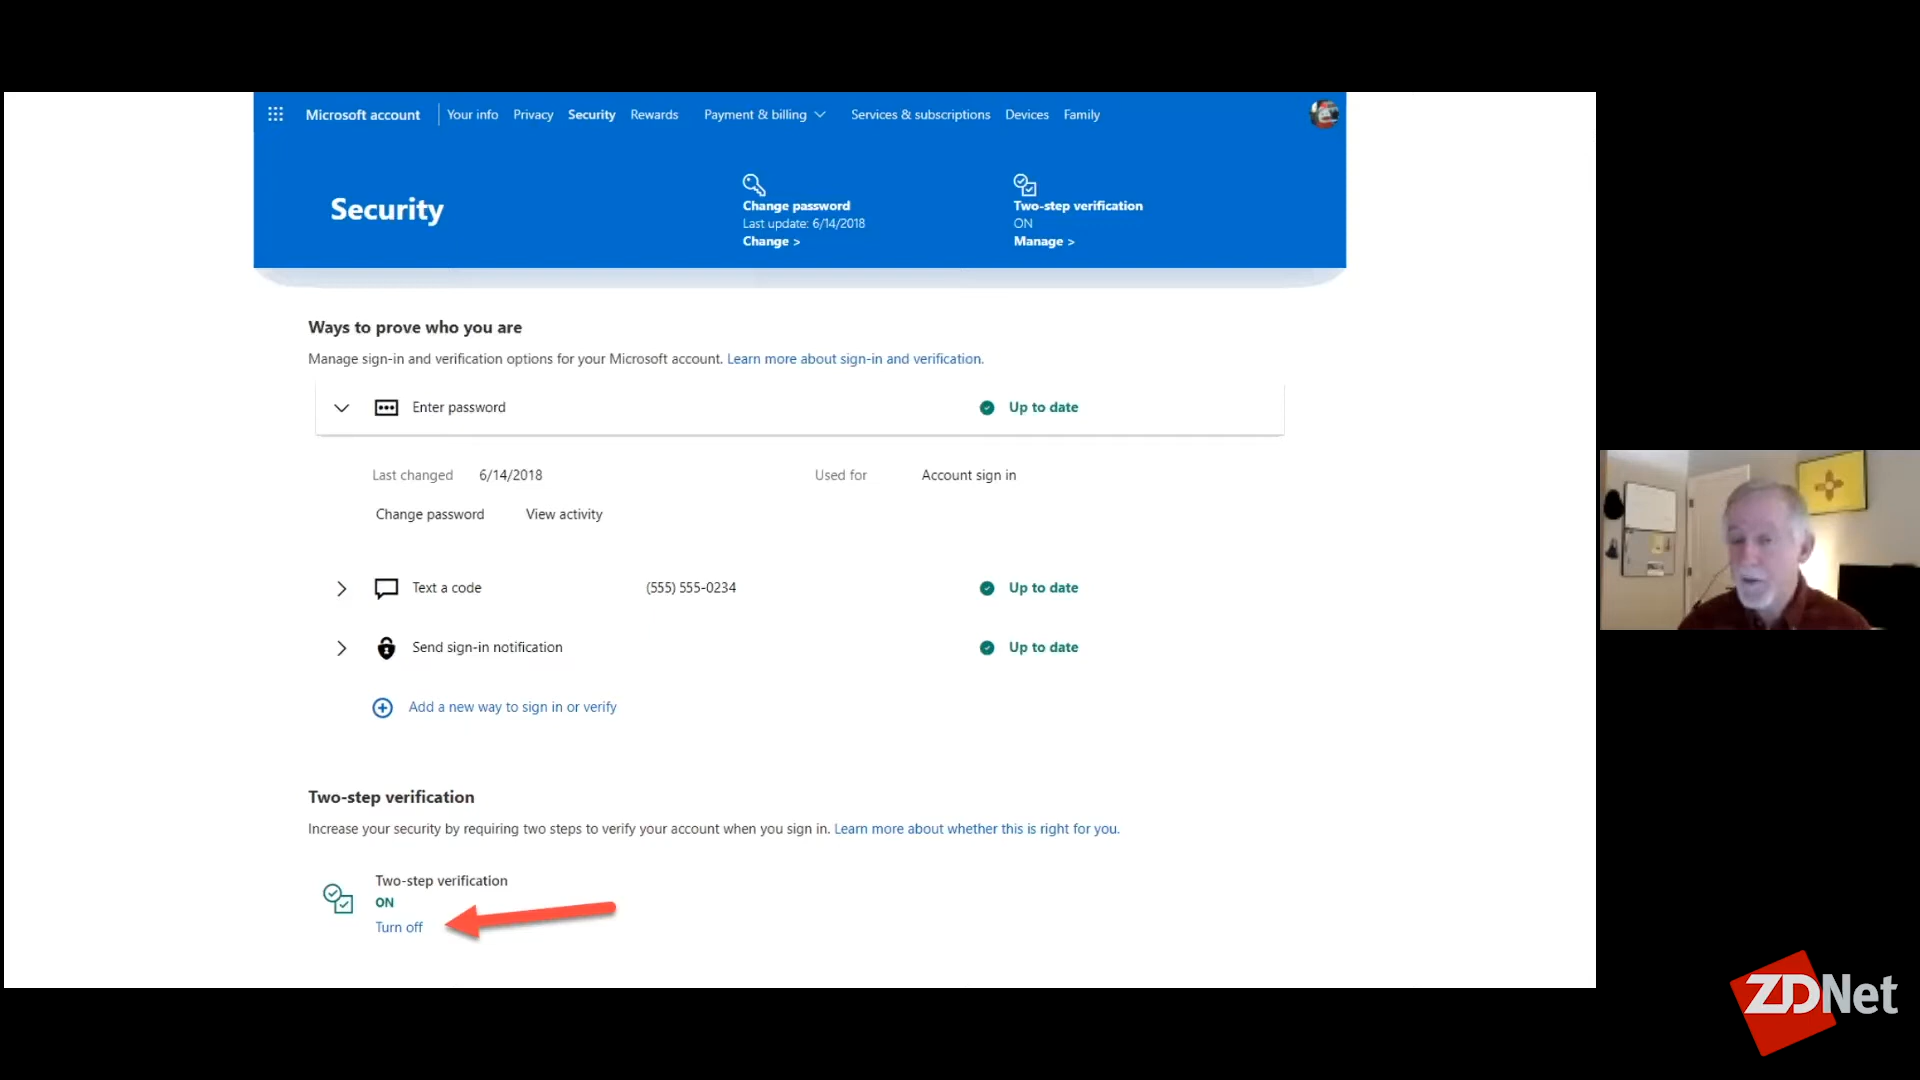 Microsoft account Your info Privacy Security Rewards Payment & billing Services & subscriptions Devices Family
Security
Change password
Last update: 6/14/2018
Change >
Two-step verification
ON
Manage >
Ways to prove who you are
Manage sign-in and verification options for your Microsoft account. Learn more about sign-in and verification.
Enter password Up to date
Last changed 6/14/2018 Used for Account sign in
Change password View activity
Text a code (555) 555-0234 Up to date
Send sign-in notification Up to date
Add a new way to sign in or verify
Two-step verification
Increase your security by requiring two steps to verify your account when you sign in. Learn more about whether this is right for you.
Two-step verification
ON
Turn off
ZDNet